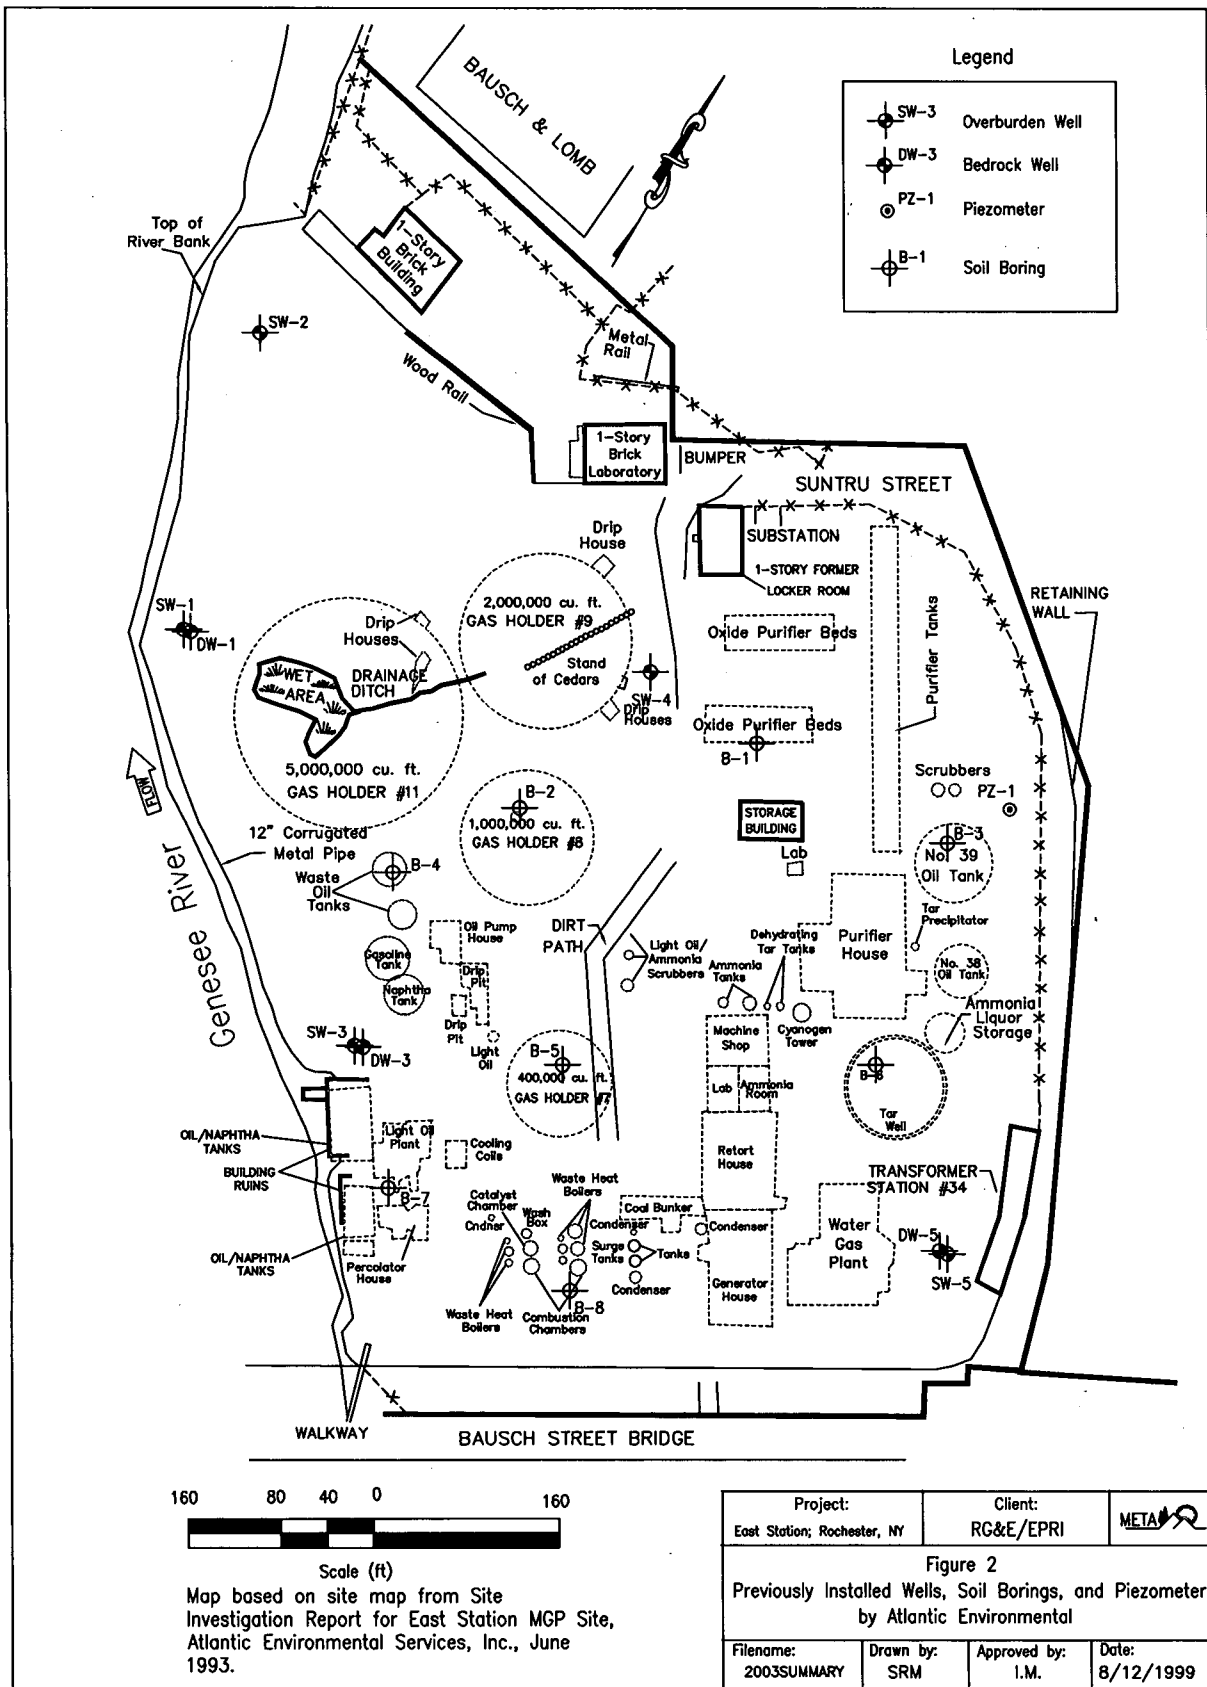 Legend
SW-3
Overburden Well
DW-3
Bedrock Well
PZ-1
Piezometer
B-1
Soil Boring
BAUSCH & LOMB
Top of
River Bank
1-Story
Brick
Building
SW-2
Metal
Rail
Wood Rail
1-Story
Brick
Laboratory
BUMPER
SUNTRU STREET
SUBSTATION
1-STORY FORMER
LOCKER ROOM
RETAINING
WALL
Drip
House
2,000,000 cu. ft.
GAS HOLDER #9
Stand
of Cedars
SW-1
DW-1
Drip
Houses
WET
AREA
DRAINAGE
DITCH
SW-4
Drip
Houses
Oxide Purifier Beds
Oxide Purifier Beds
B-1
Purifier Tanks
5,000,000 cu. ft.
GAS HOLDER #11
FLOW
Genesee River
B-2
1,000,000 cu. ft.
GAS HOLDER #8
STORAGE
BUILDING
Lab
Scrubbers
PZ-1
B-3
No. 39
Oil Tank
12" Corrugated
Metal Pipe
Waste
Oil
Tanks
B-4
Oil Pump
House
Gasoline
Tank
Naphtha
Tank
Drip
Pit
Drip
Pit
Light
Oil
DIRT
PATH
Light Oil/
Ammonia
Scrubbers
Dehydrating
Tar Tanks
Ammonia
Tanks
Purifier
House
Tar
Precipitator
No. 38
Oil Tank
Ammonia
Liquor
Storage
Machine
Shop
Cyanogen
Tower
SW-3
DW-3
B-5
400,000 cu. ft.
GAS HOLDER #7
Lab
Ammonia
Room
B-6
Tar
Well
OIL/NAPHTHA
TANKS
Light Oil
Plant
Cooling
Coils
Retort
House
BUILDING
RUINS
B-7
TRANSFORMER
STATION #34
Catalyst
Chamber
Waste Heat
Boilers
Cndner
Wash
Box
Condenser
Coal Bunker
Condenser
Surge
Tanks
Tanks
Water
Gas
Plant
DW-5
SW-5
OIL/NAPHTHA
TANKS
Percolator
House
Condenser
Generator
House
Waste Heat
Boilers
Combustion
Chambers
B-8
WALKWAY
BAUSCH STREET BRIDGE
160 80 40 0 160
Scale (ft)
Map based on site map from Site
Investigation Report for East Station MGP Site,
Atlantic Environmental Services, Inc., June
1993.
Project:
East Station; Rochester, NY
Client:
RG&E/EPRI
META
Figure 2
Previously Installed Wells, Soil Borings, and Piezometer
by Atlantic Environmental
Filename:
2003SUMMARY
Drawn by:
SRM
Approved by:
I.M.
Date:
8/12/1999